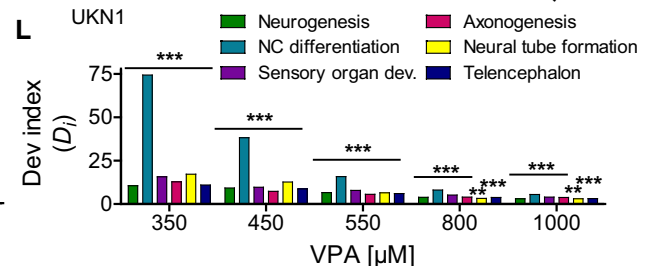 L
UKN1
Neurogenesis
Axonogenesis
NC differentiation
Neural tube formation
Sensory organ dev.
Telencephalon
Dev index
(Di)
75
50
25
0
***
***
***
***
**
***
***
**
***
350
450
550
800
1000
VPA [µM]